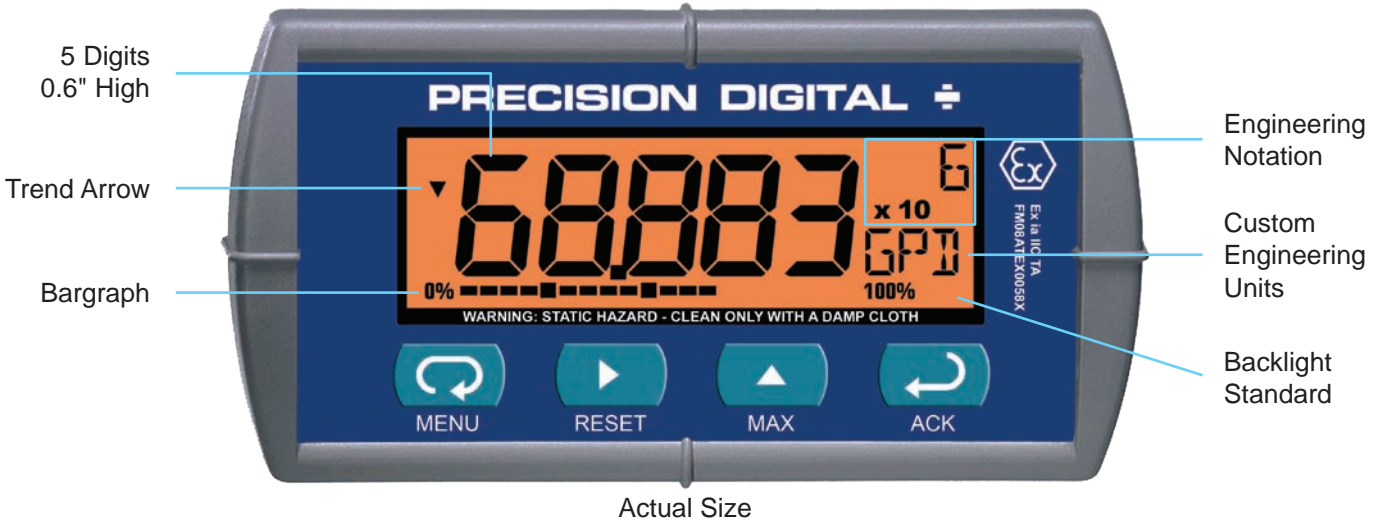 5 Digits
0.6" High
Trend Arrow
Bargraph
PRECISION DIGITAL
68.883
6
x 10
GPD
0%
100%
WARNING: STATIC HAZARD - CLEAN ONLY WITH A DAMP CLOTH
MENU
RESET
MAX
ACK
Ex
Ex ia IIC TA
FM08ATEX0058X
Engineering
Notation
Custom
Engineering
Units
Backlight
Standard
Actual Size